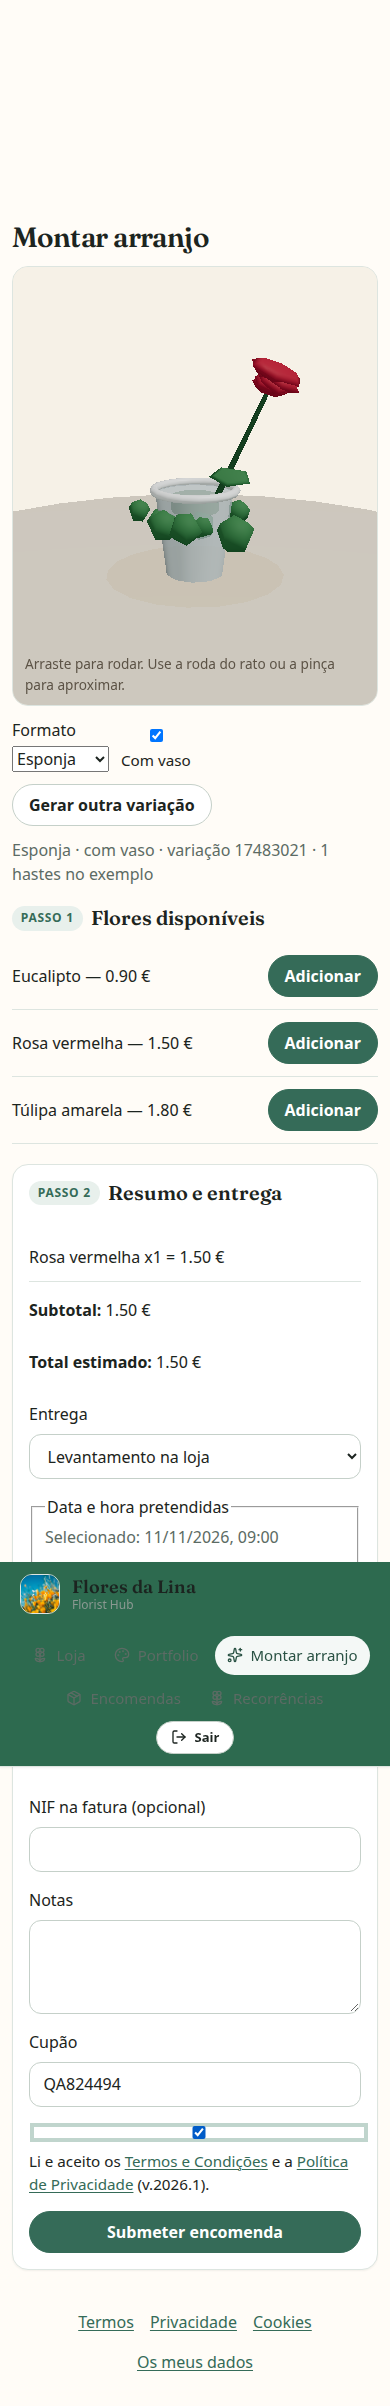 Montar arranjo
Arraste para rodar. Use a roda do rato ou a pinça
para aproximar.
Formato
Esponja
Com vaso
Gerar outra variação
Esponja · com vaso · variação 17483021 · 1
hastes no exemplo
PASSO 1 Flores disponíveis
Eucalipto — 0.90 € Adicionar
Rosa vermelha — 1.50 € Adicionar
Túlipa amarela — 1.80 € Adicionar
PASSO 2 Resumo e entrega
Rosa vermelha x1 = 1.50 €
Subtotal: 1.50 €
Total estimado: 1.50 €
Entrega
Levantamento na loja
Data e hora pretendidas
Selecionado: 11/11/2026, 09:00
Flores da Lina
Florist Hub
Loja Portfolio Montar arranjo
Encomendas Recorrências
Sair
NIF na fatura (opcional)
Notas
Cupão
QA824494
Li e aceito os Termos e Condições e a Política
de Privacidade (v.2026.1).
Submeter encomenda
Termos Privacidade Cookies
Os meus dados